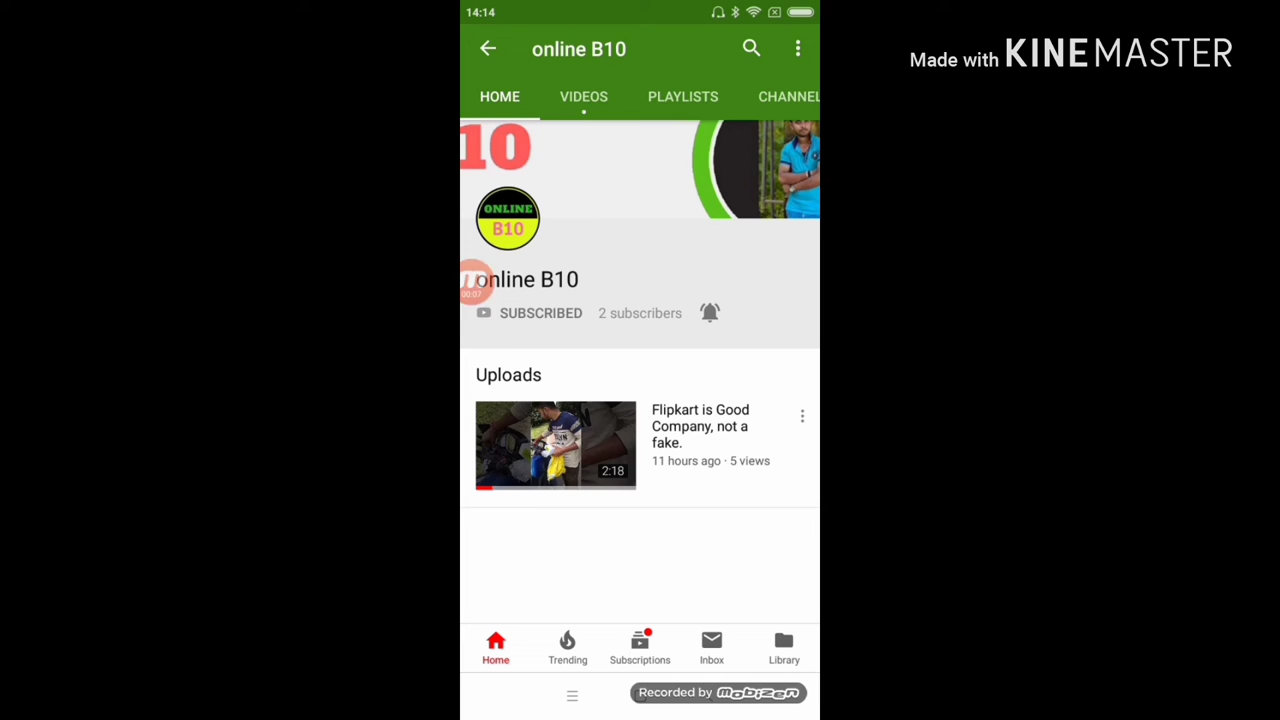 14:14
Made with KINEMASTER
online B10
HOME VIDEOS PLAYLISTS CHANNEL
10
ONLINE
B10
online B10
00:07
SUBSCRIBED 2 subscribers
Uploads
Flipkart is Good
Company, not a
fake.
11 hours ago · 5 views
2:18
Home Trending Subscriptions Inbox Library
Recorded by mobizen